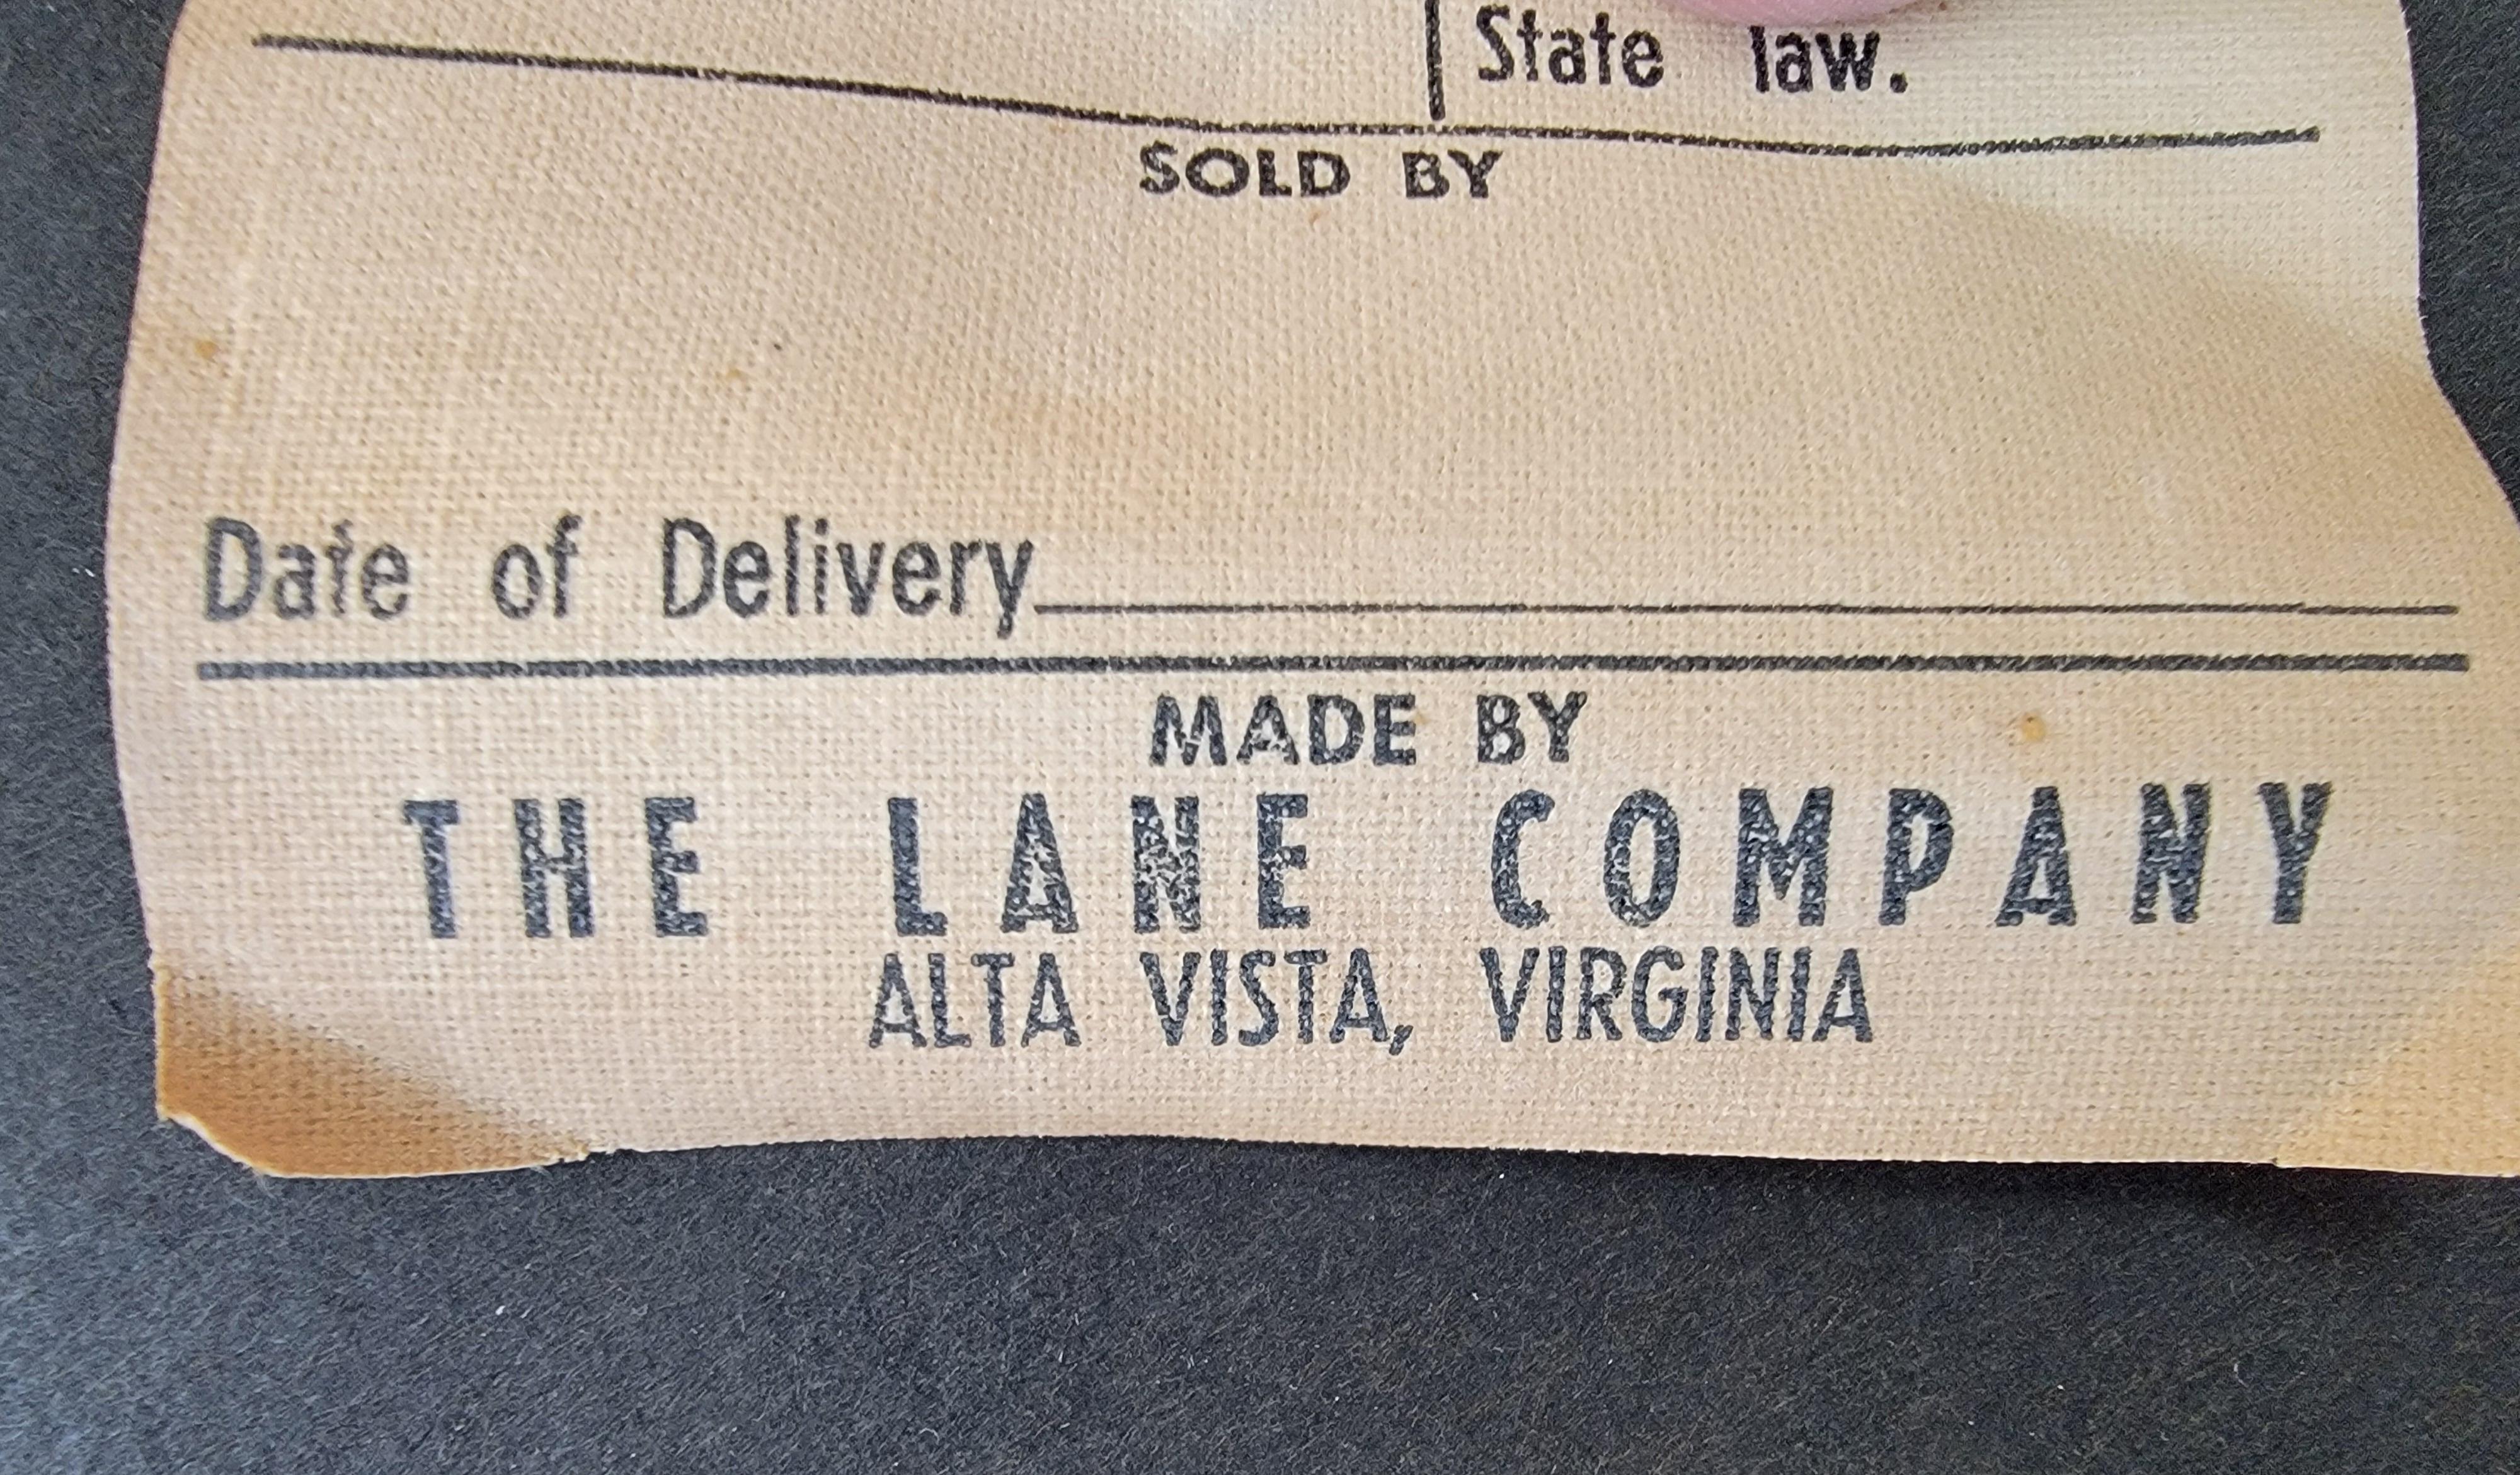 State law.
SOLD BY
Date of Delivery
MADE BY
THE LANE COMPANY
ALTA VISTA, VIRGINIA